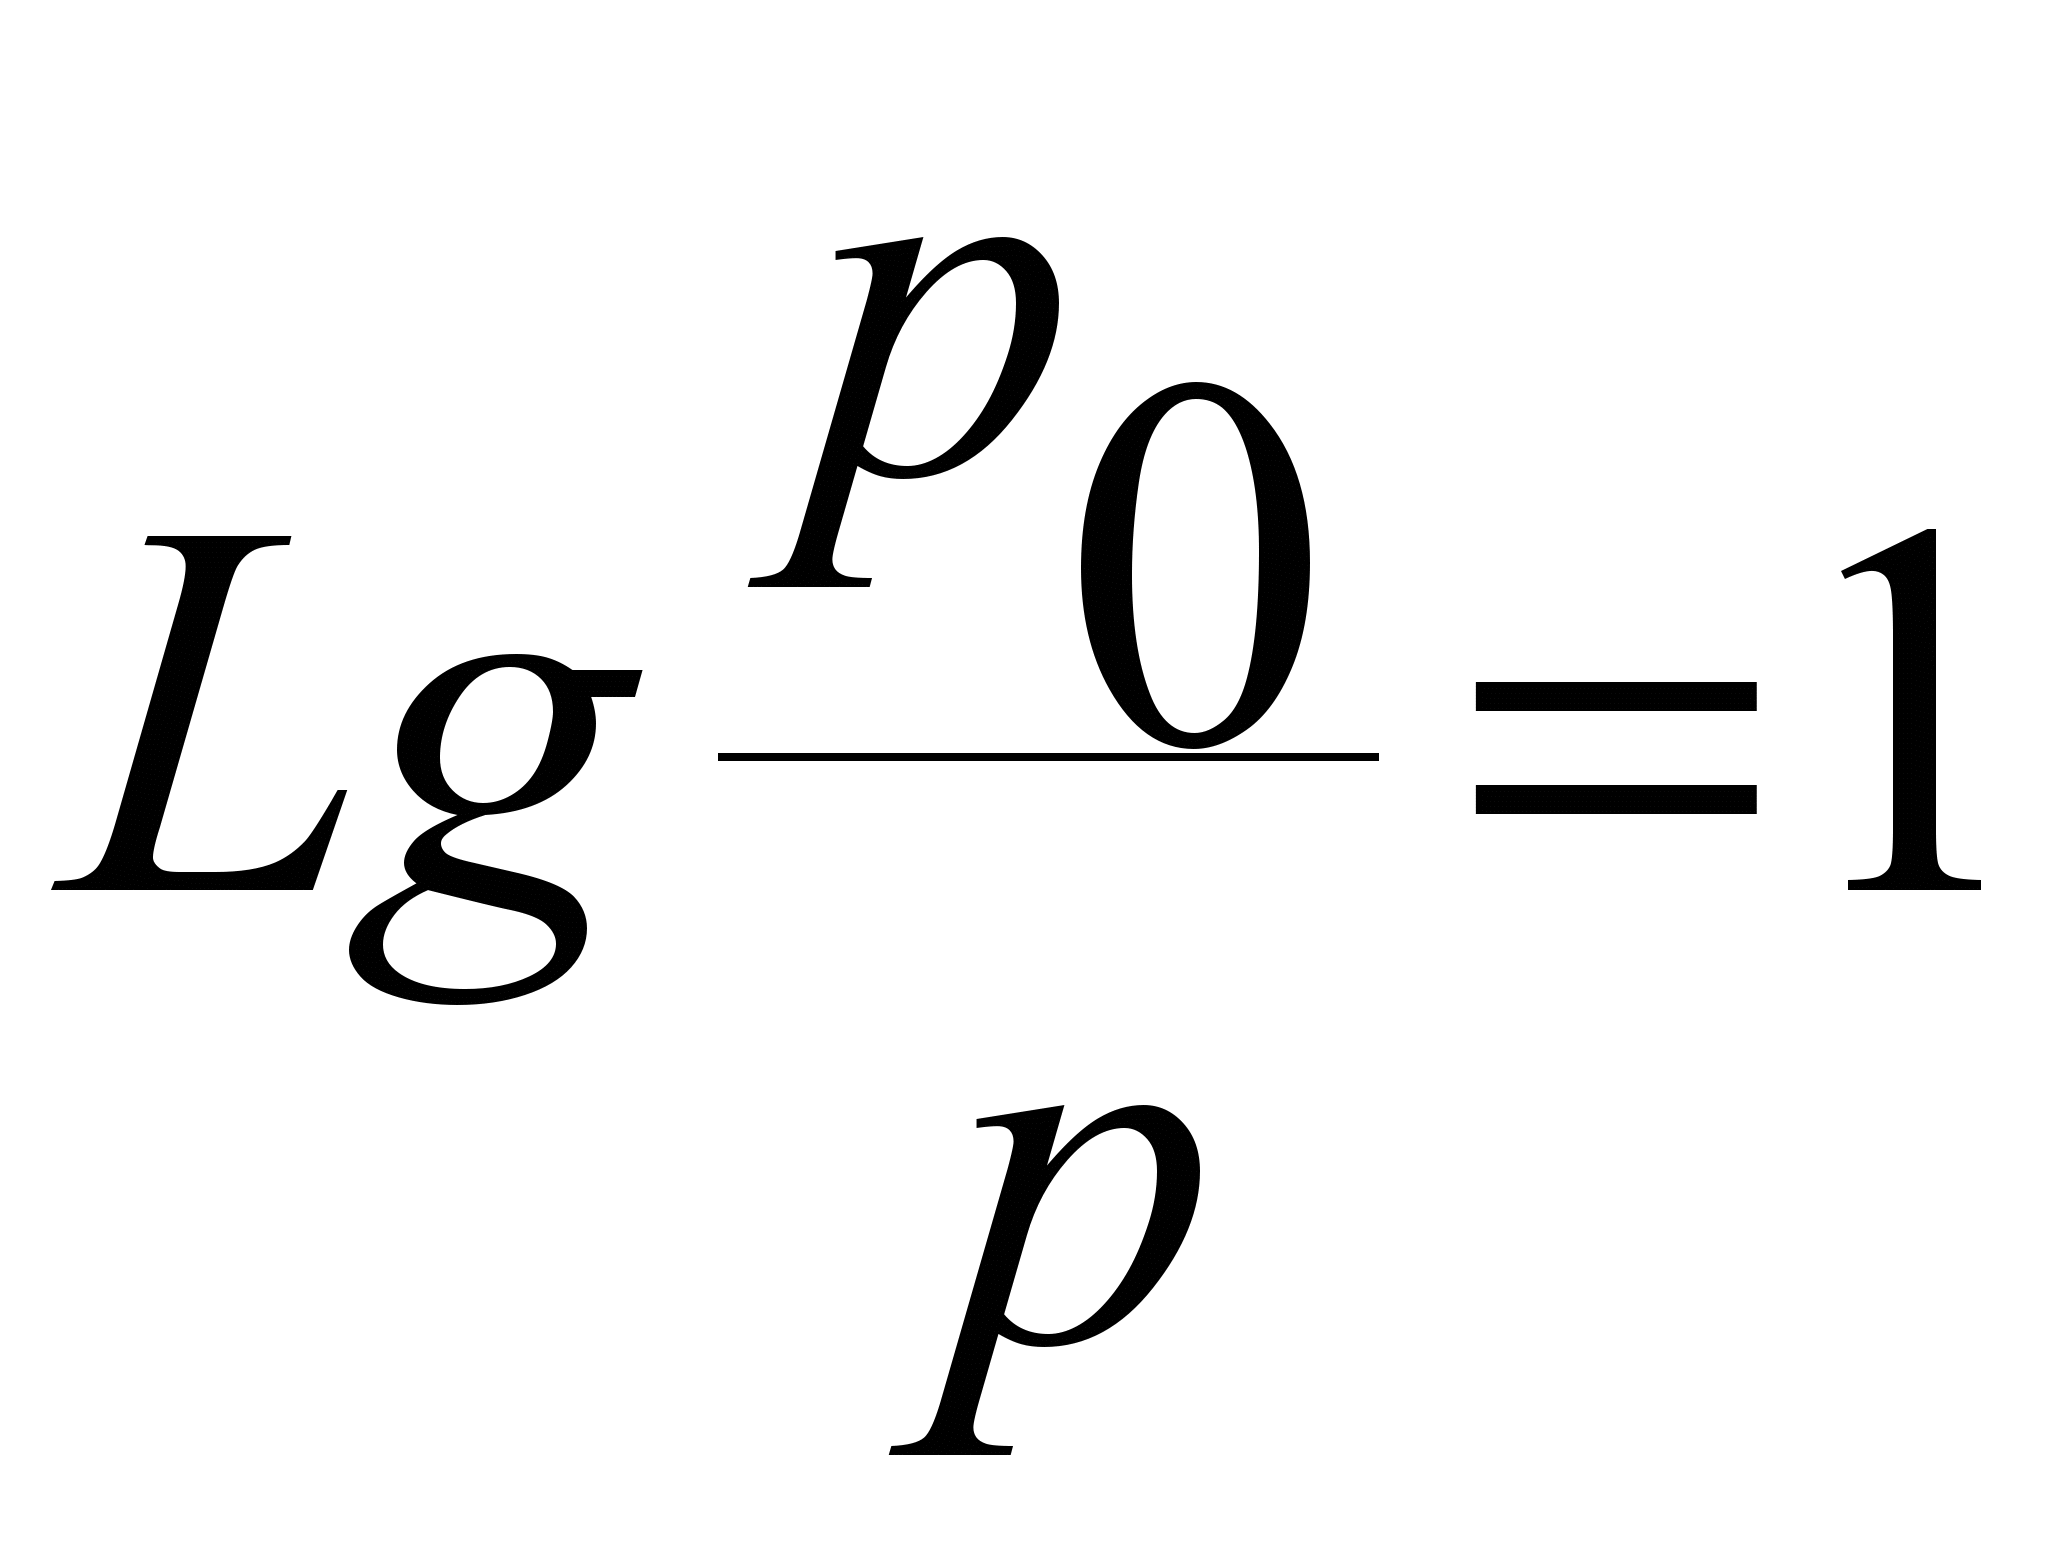 Lg p₀/p = 1